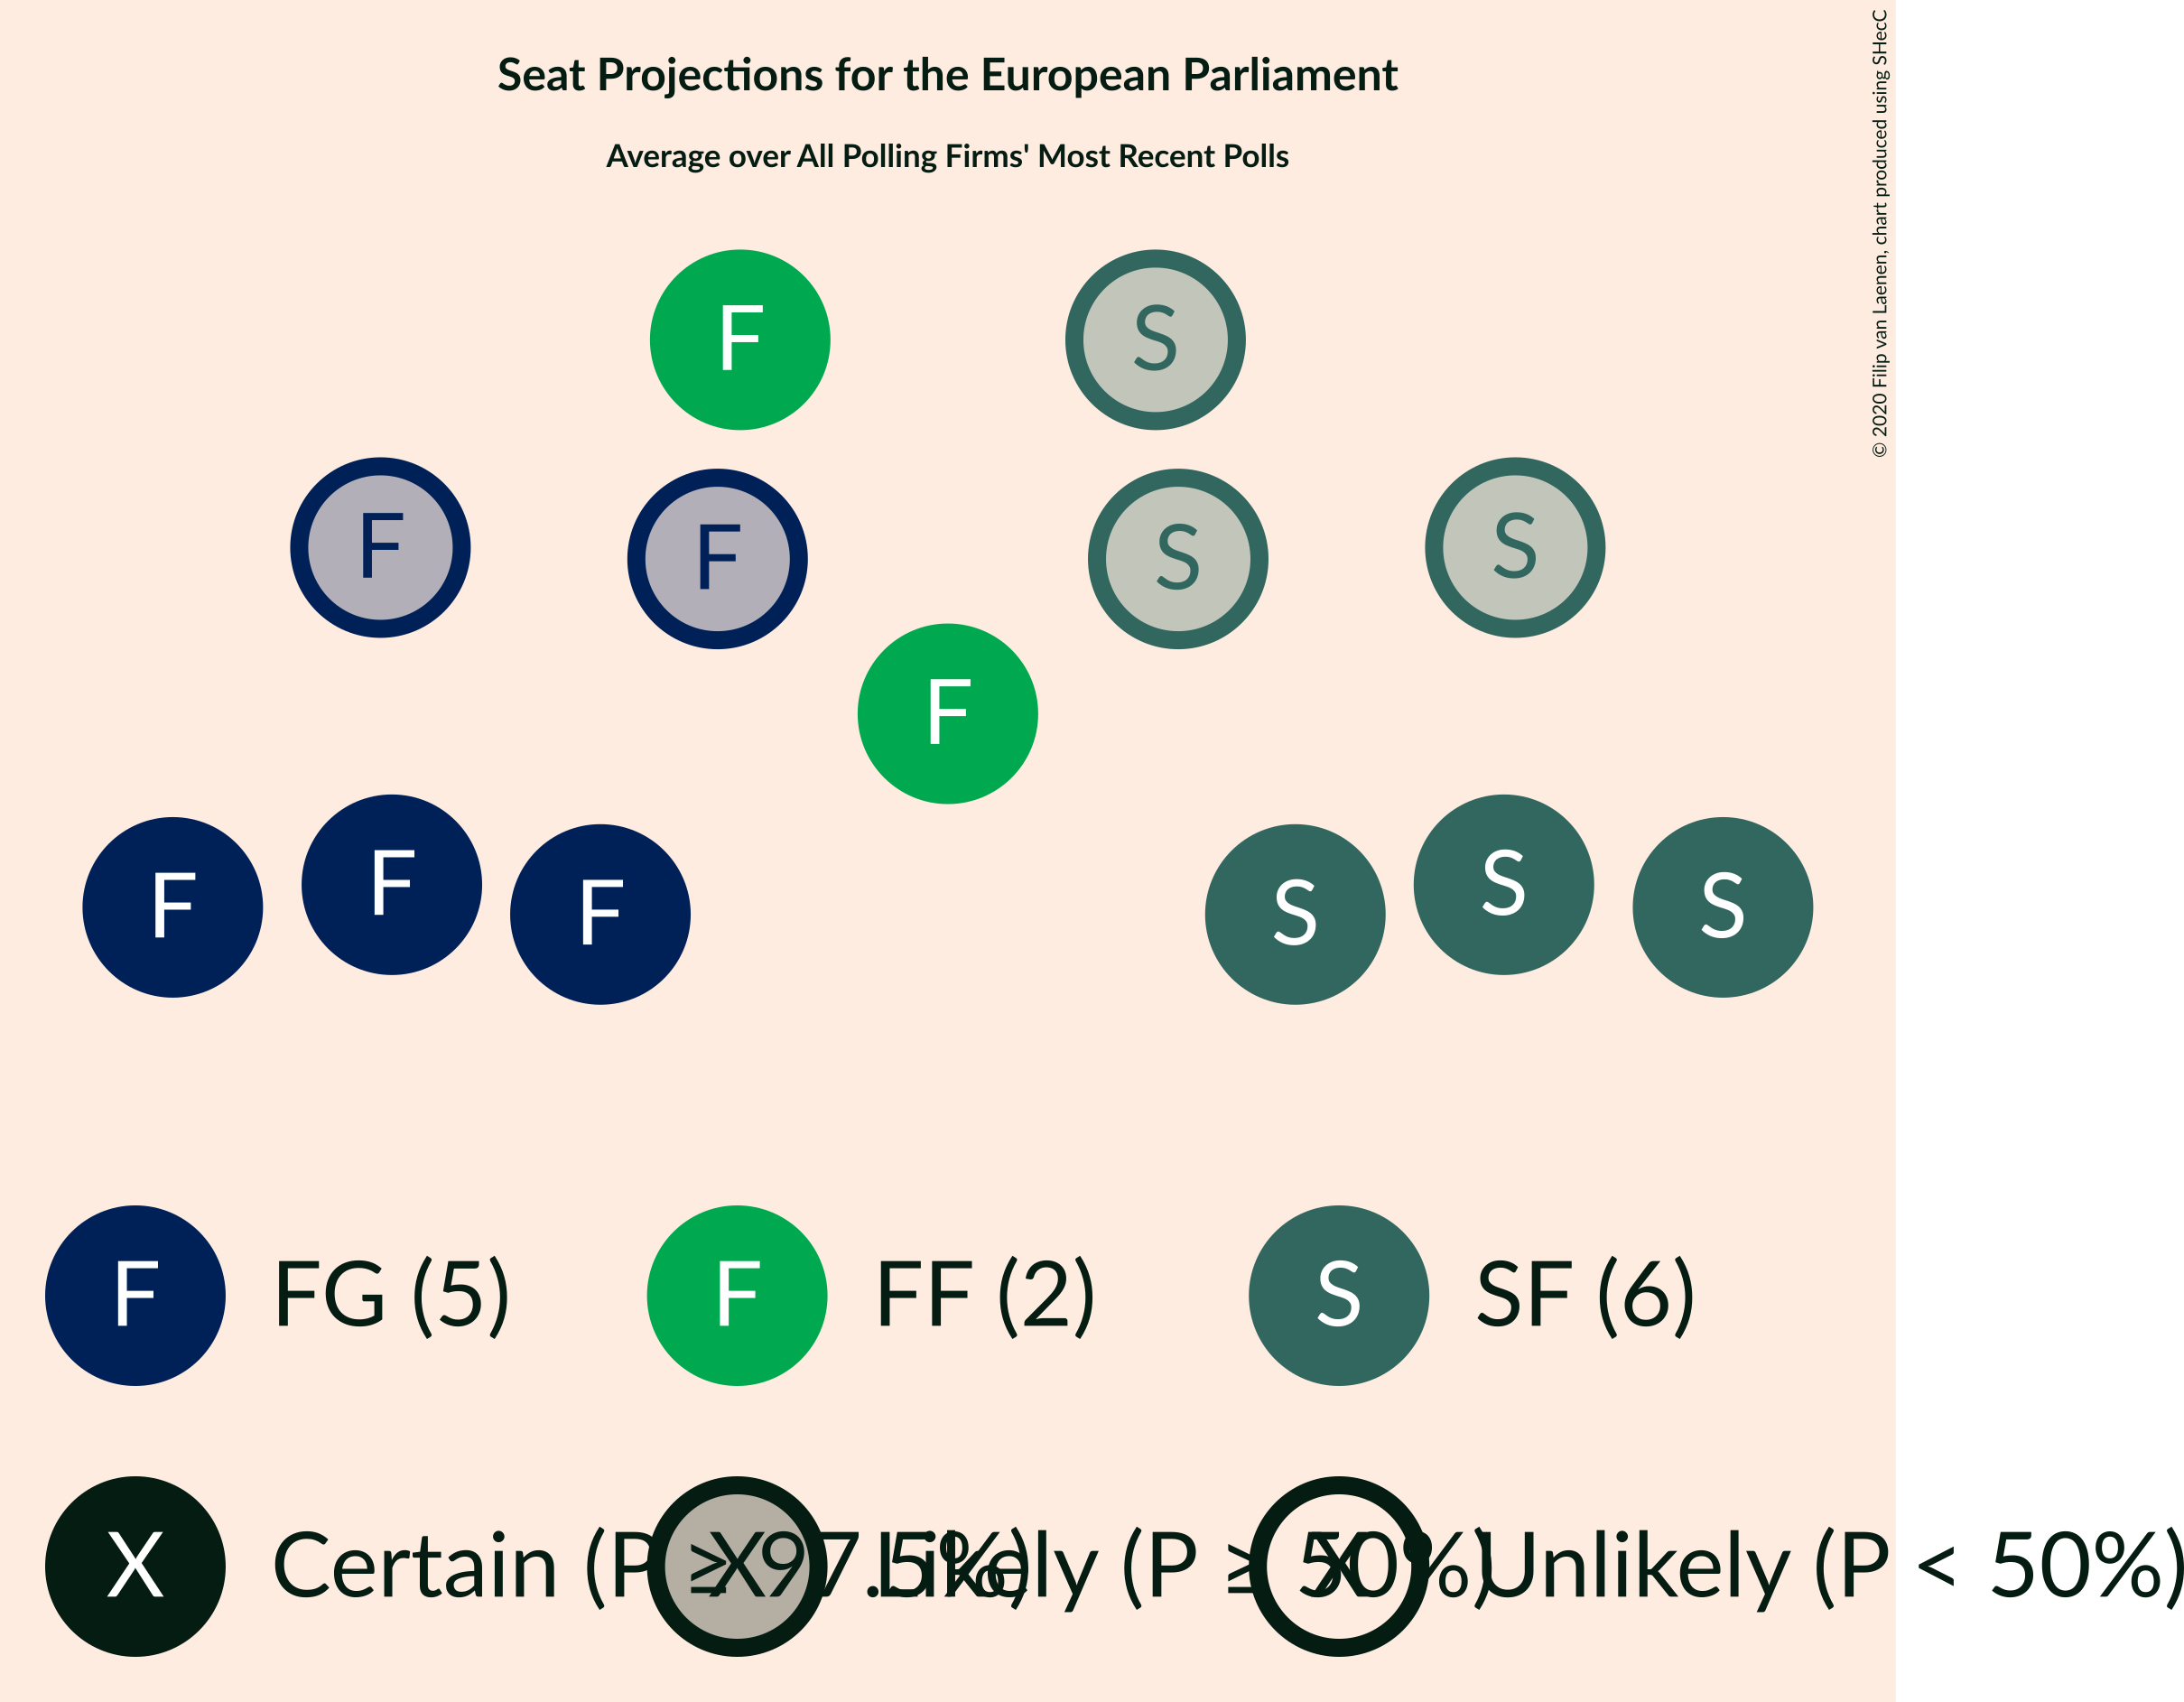 Seat Projections for the European Parliament
Average over All Polling Firms' Most Recent Polls
© 2020 Filip van Laenen, chart produced using SHecC
F S
F F S S
F
F F F S S S
F FG (5) F FF (2) S SF (6)
X Certain (P ≥ 97.5%) X Likely (P ≥ 50%) X Unlikely (P < 50%)